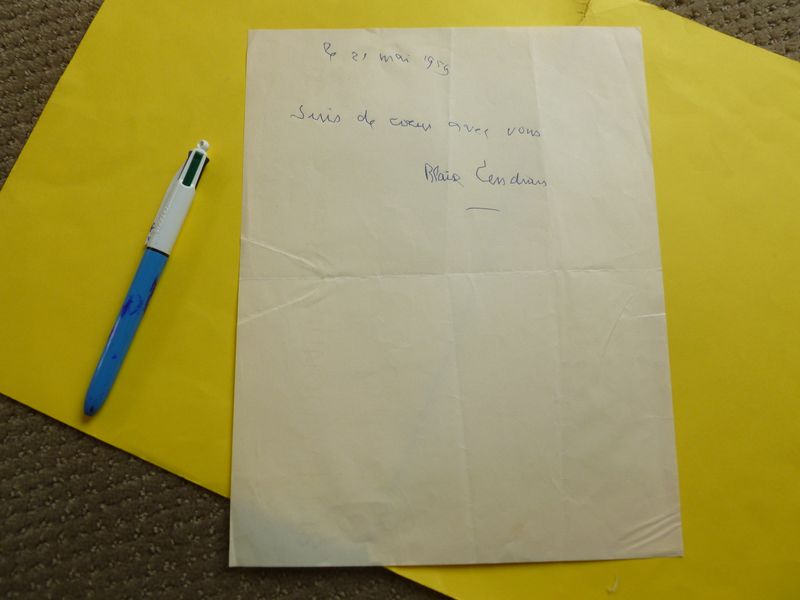 le 21 mai 1959
Suis de coeur avec vous
Blaise Cendrars